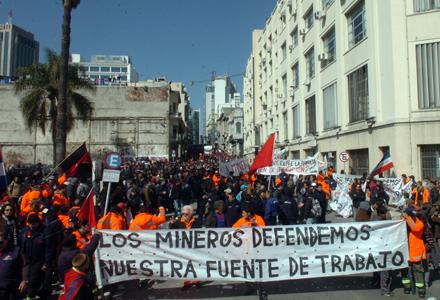 LOS MINEROS DEFENDEMOS
NUESTRA FUENTE DE TRABAJO
E
E